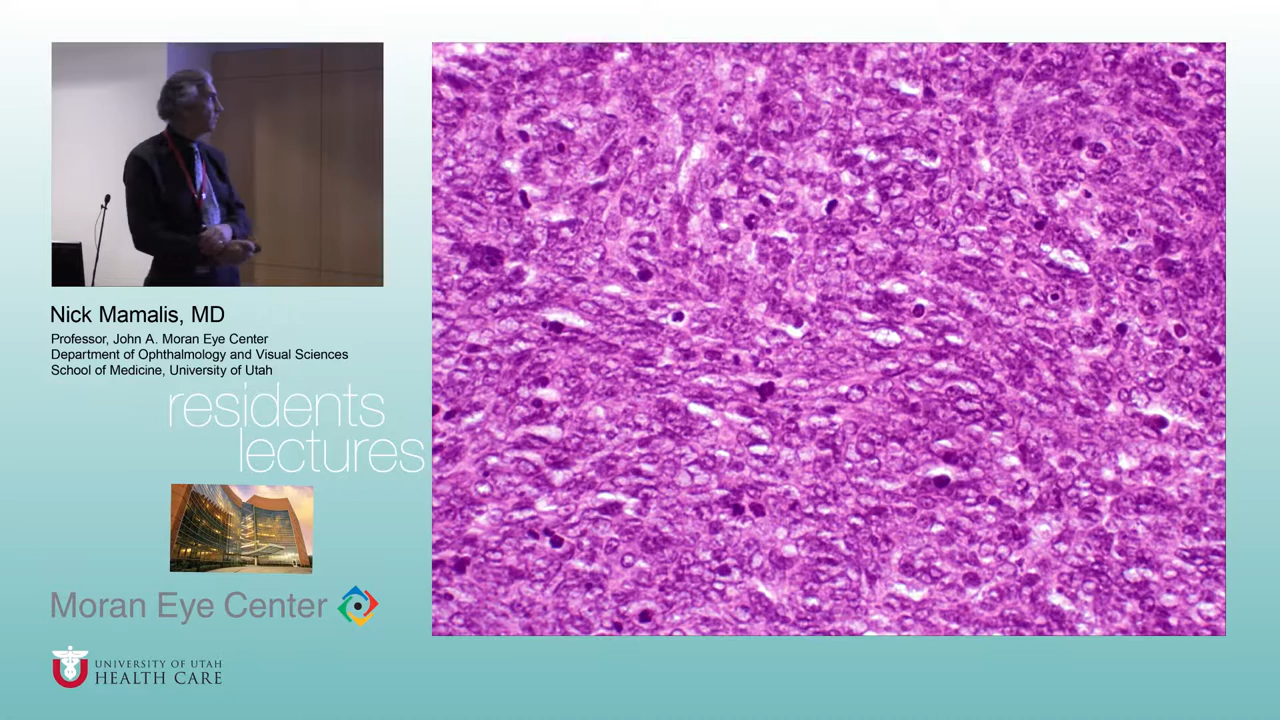 Nick Mamalis, MD
Professor, John A. Moran Eye Center
Department of Ophthalmology and Visual Sciences
School of Medicine, University of Utah
residents
lectures
Moran Eye Center
UNIVERSITY OF UTAH
HEALTH CARE